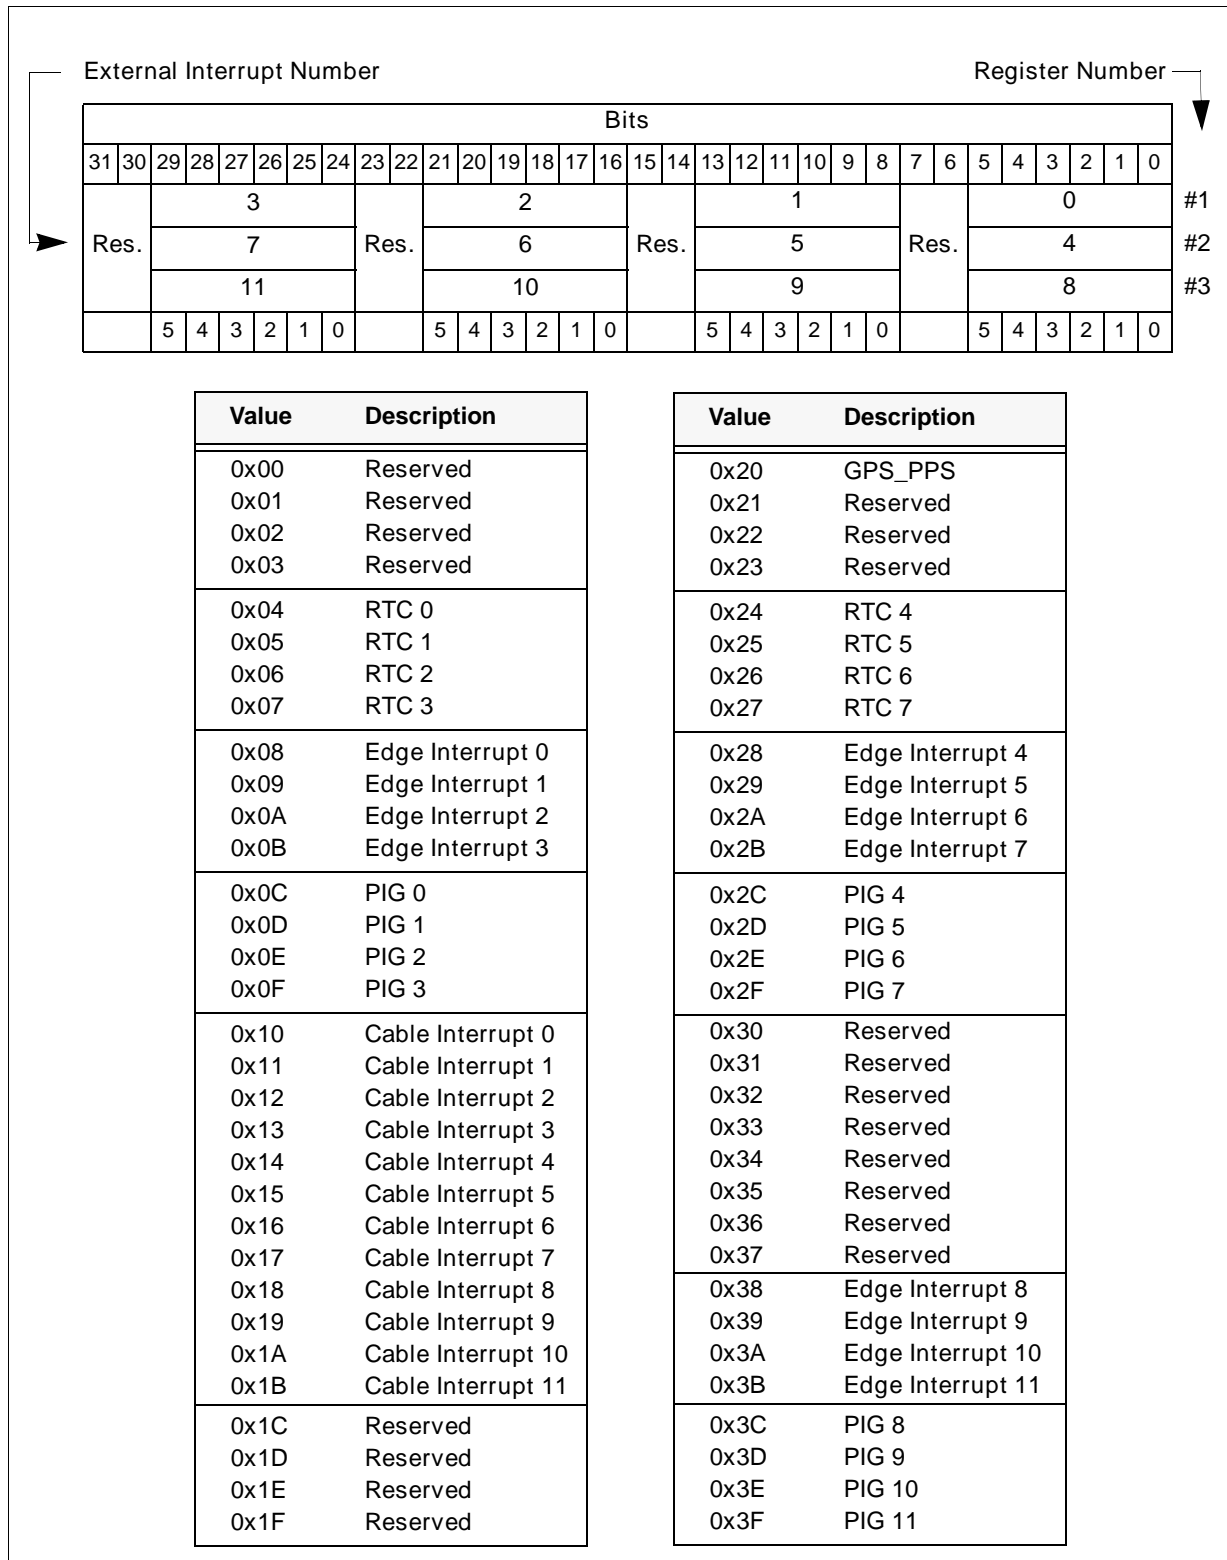 External Interrupt Number Register Number
Bits
31 30 29 28 27 26 25 24 23 22 21 20 19 18 17 16 15 14 13 12 11 10 9 8 7 6 5 4 3 2 1 0
3 2 1 0 #1
Res. 7 Res. 6 Res. 5 Res. 4 #2
11 10 9 8 #3
5 4 3 2 1 0 5 4 3 2 1 0 5 4 3 2 1 0 5 4 3 2 1 0
Value Description
0x00 Reserved
0x01 Reserved
0x02 Reserved
0x03 Reserved
0x04 RTC 0
0x05 RTC 1
0x06 RTC 2
0x07 RTC 3
0x08 Edge Interrupt 0
0x09 Edge Interrupt 1
0x0A Edge Interrupt 2
0x0B Edge Interrupt 3
0x0C PIG 0
0x0D PIG 1
0x0E PIG 2
0x0F PIG 3
0x10 Cable Interrupt 0
0x11 Cable Interrupt 1
0x12 Cable Interrupt 2
0x13 Cable Interrupt 3
0x14 Cable Interrupt 4
0x15 Cable Interrupt 5
0x16 Cable Interrupt 6
0x17 Cable Interrupt 7
0x18 Cable Interrupt 8
0x19 Cable Interrupt 9
0x1A Cable Interrupt 10
0x1B Cable Interrupt 11
0x1C Reserved
0x1D Reserved
0x1E Reserved
0x1F Reserved
Value Description
0x20 GPS_PPS
0x21 Reserved
0x22 Reserved
0x23 Reserved
0x24 RTC 4
0x25 RTC 5
0x26 RTC 6
0x27 RTC 7
0x28 Edge Interrupt 4
0x29 Edge Interrupt 5
0x2A Edge Interrupt 6
0x2B Edge Interrupt 7
0x2C PIG 4
0x2D PIG 5
0x2E PIG 6
0x2F PIG 7
0x30 Reserved
0x31 Reserved
0x32 Reserved
0x33 Reserved
0x34 Reserved
0x35 Reserved
0x36 Reserved
0x37 Reserved
0x38 Edge Interrupt 8
0x39 Edge Interrupt 9
0x3A Edge Interrupt 10
0x3B Edge Interrupt 11
0x3C PIG 8
0x3D PIG 9
0x3E PIG 10
0x3F PIG 11